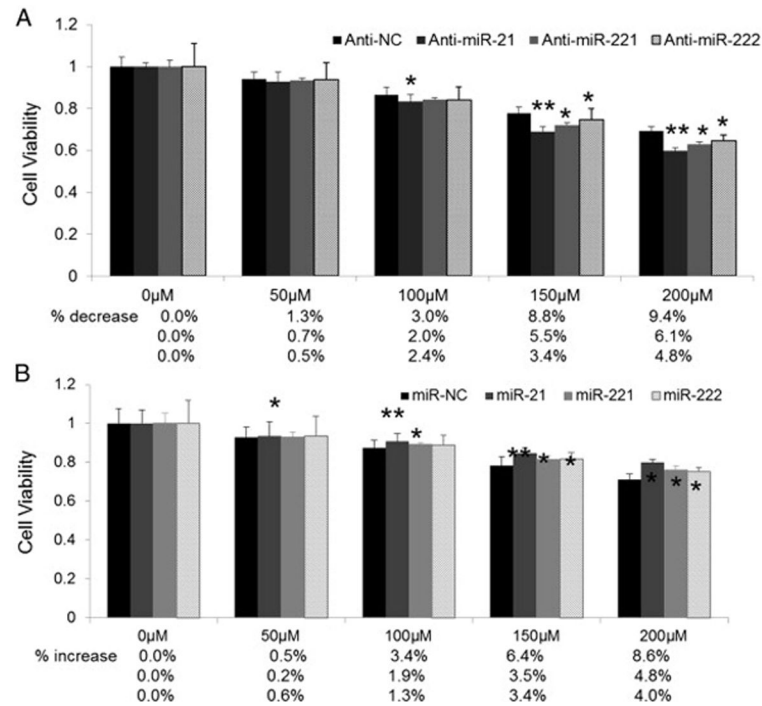 A
1.2
Anti-NC Anti-miR-21 Anti-miR-221 Anti-miR-222
1
* ** * * ** * *
0.8
0.6
0.4
0.2
0
Cell Viability
0µM 50µM 100µM 150µM 200µM
% decrease 0.0% 1.3% 3.0% 8.8% 9.4%
0.0% 0.7% 2.0% 5.5% 6.1%
0.0% 0.5% 2.4% 3.4% 4.8%
B
1.2
miR-NC miR-21 miR-221 miR-222
* ** * ** * * * * *
1
0.8
0.6
0.4
0.2
0
Cell Viability
0µM 50µM 100µM 150µM 200µM
% increase 0.0% 0.5% 3.4% 6.4% 8.6%
0.0% 0.2% 1.9% 3.5% 4.8%
0.0% 0.6% 1.3% 3.4% 4.0%